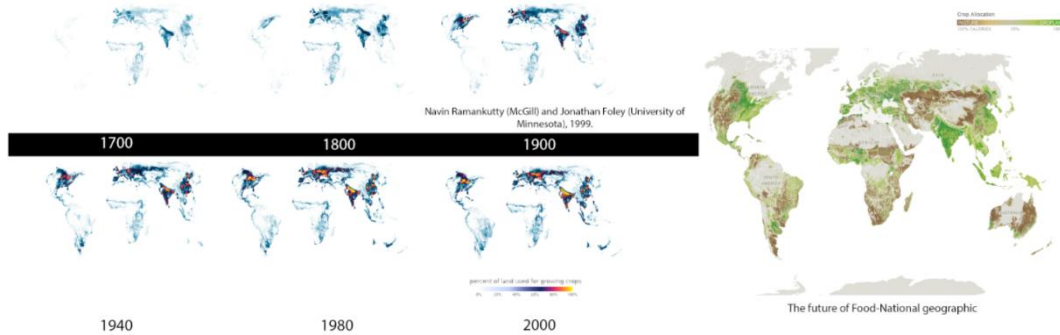 Crop Allocation
Navin Ramankutty (McGill) and Jonathan Foley (University of
Minnesota), 1999.
1700
1800
1900
percent of land used for growing crops
The future of Food-National geographic
1940
1980
2000